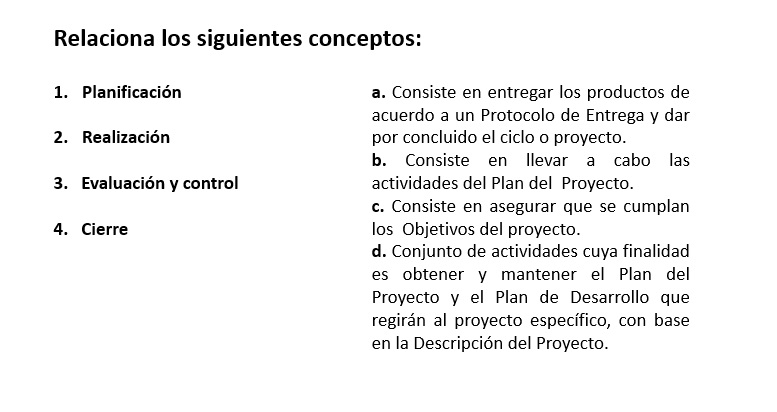 Relaciona los siguientes conceptos:
1. Planificación
2. Realización
3. Evaluación y control
4. Cierre
a. Consiste en entregar los productos de
acuerdo a un Protocolo de Entrega y dar
por concluido el ciclo o proyecto.
b. Consiste en llevar a cabo las
actividades del Plan del Proyecto.
c. Consiste en asegurar que se cumplan
los Objetivos del proyecto.
d. Conjunto de actividades cuya finalidad
es obtener y mantener el Plan del
Proyecto y el Plan de Desarrollo que
regirán al proyecto específico, con base
en la Descripción del Proyecto.